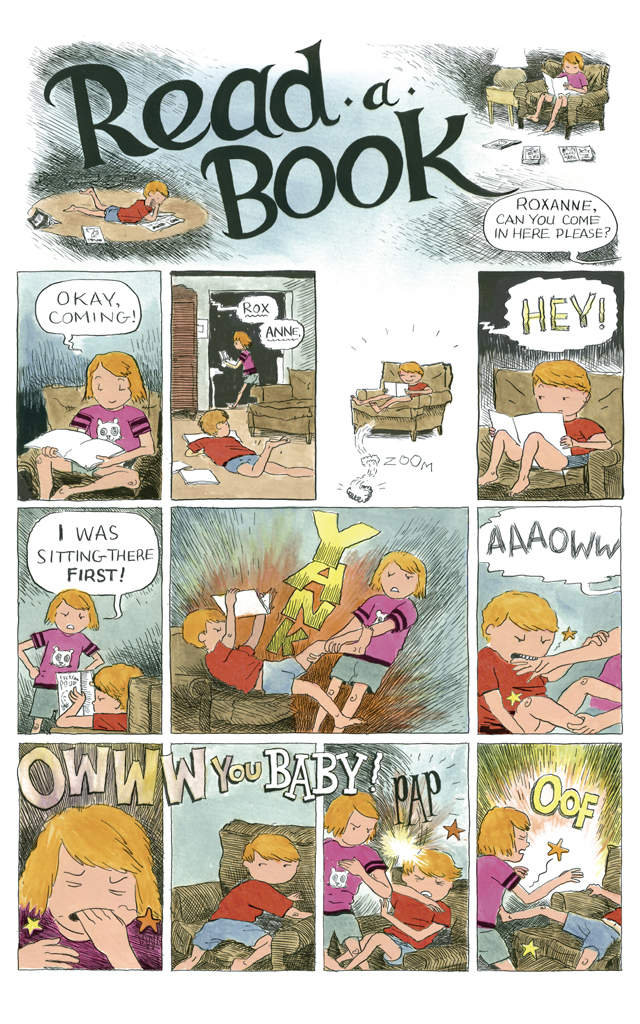 Read · a ·
BOOK
ROXANNE,
CAN YOU COME
IN HERE PLEASE?
OKAY,
COMING!
ROX
ANNE,
ZOOM
HEY!
I WAS
SITTING THERE
FIRST!
YANK
AAAOWW
OWWW YOU BABY!
PAP
OOF